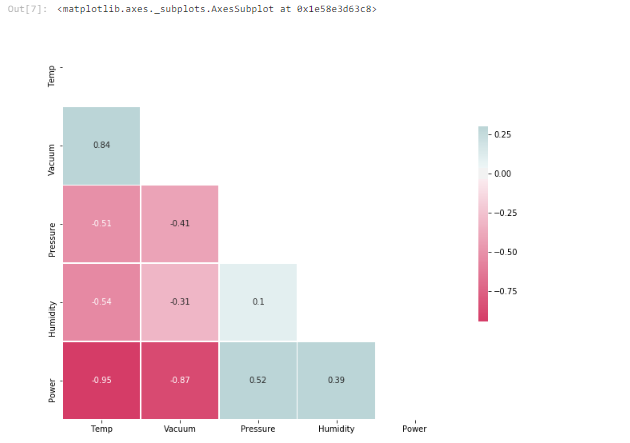 Out[7]: <matplotlib.axes._subplots.AxesSubplot at 0x1e58e3d63c8>
Temp
Vacuum 0.84
Pressure -0.51 -0.41
Humidity -0.54 -0.31 0.1
Power -0.95 -0.87 0.52 0.39
Temp Vacuum Pressure Humidity Power
0.25
0.00
−0.25
−0.50
−0.75